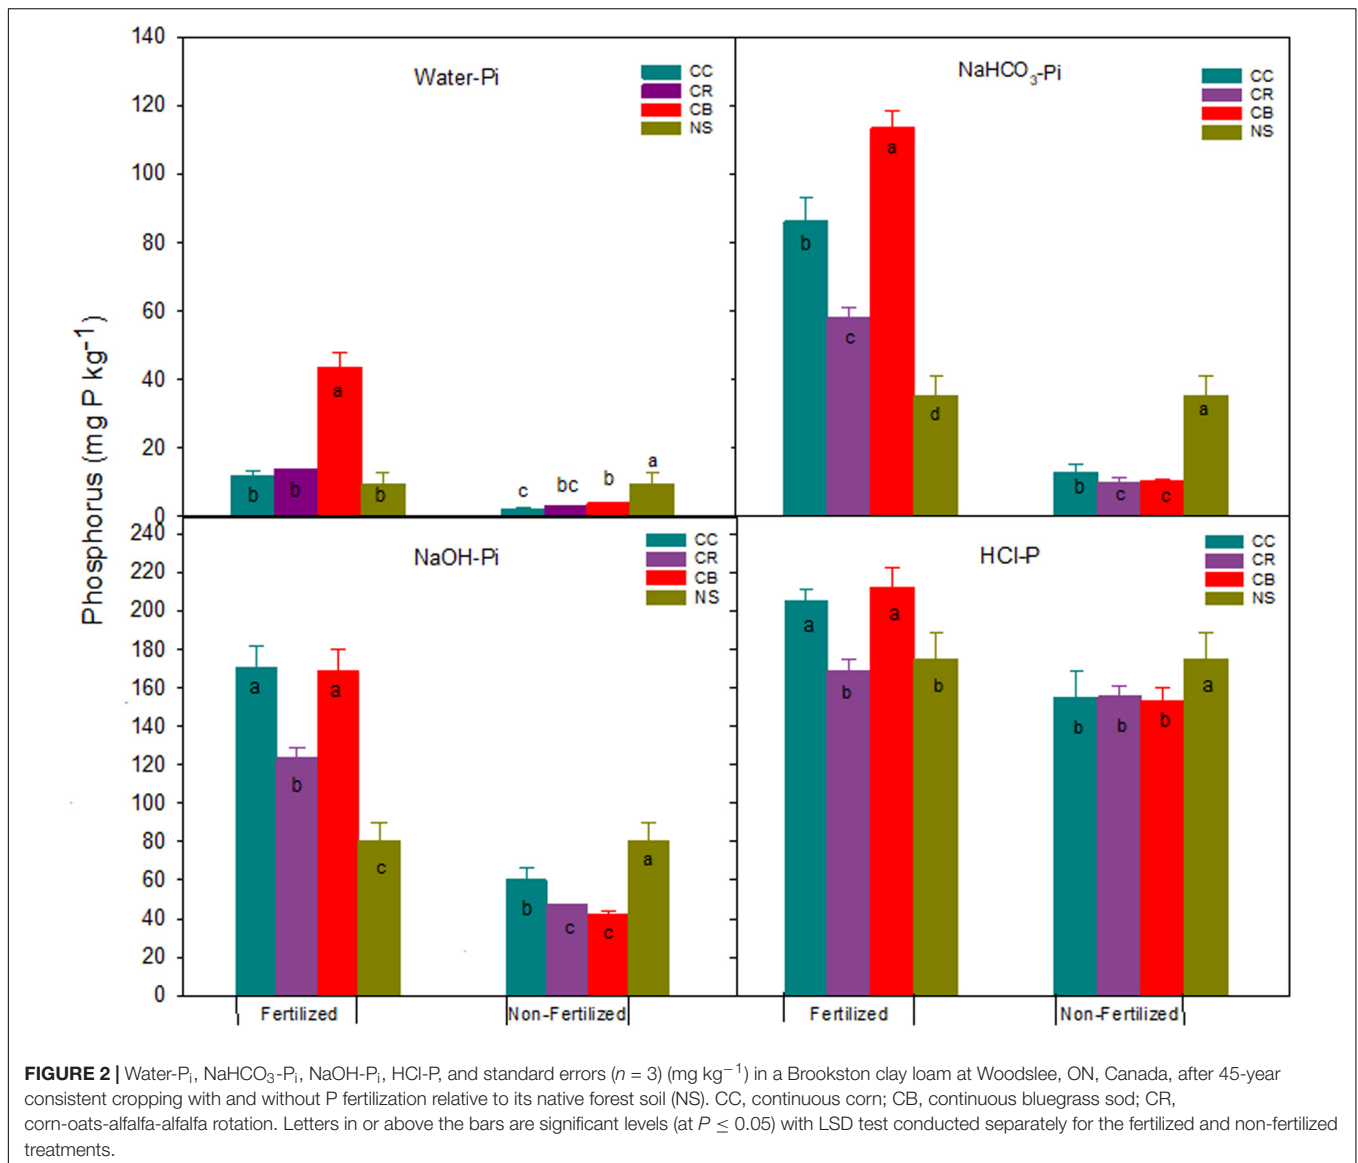 Phosphorus (mg P kg⁻¹)
140
120
100
80
60
40
20
0
Water-Pi
CC
CR
CB
NS
b
b
a
b
c
bc
b
a
NaHCO₃-Pi
CC
CR
CB
NS
b
c
a
d
b
c
c
a
240
220
200
180
160
140
120
100
80
60
40
20
0
NaOH-Pi
CC
CR
CB
NS
a
b
a
c
b
c
c
a
Fertilized
Non-Fertilized
HCl-P
CC
CR
CB
NS
a
b
a
b
b
b
b
a
Fertilized
Non-Fertilized
FIGURE 2 | Water-Pᵢ, NaHCO₃-Pᵢ, NaOH-Pᵢ, HCl-P, and standard errors (n = 3) (mg kg⁻¹) in a Brookston clay loam at Woodslee, ON, Canada, after 45-year
consistent cropping with and without P fertilization relative to its native forest soil (NS). CC, continuous corn; CB, continuous bluegrass sod; CR,
corn-oats-alfalfa-alfalfa rotation. Letters in or above the bars are significant levels (at P ≤ 0.05) with LSD test conducted separately for the fertilized and non-fertilized
treatments.